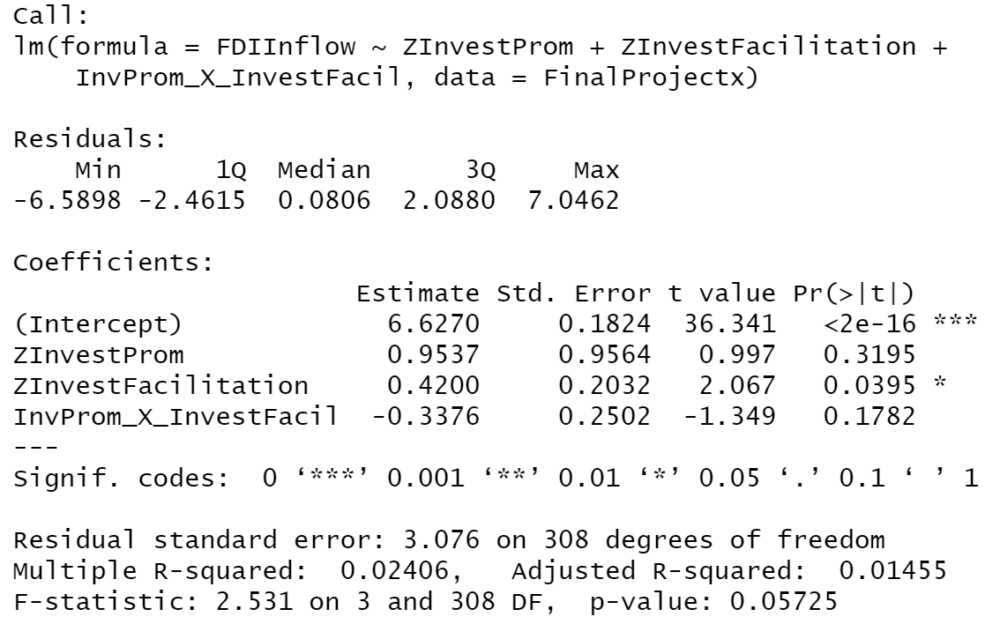 Call:
lm(formula = FDIInflow ~ ZInvestProm + ZInvestFacilitation +
    InvProm_X_InvestFacil, data = FinalProjectx)

Residuals:
    Min      1Q  Median      3Q     Max
-6.5898 -2.4615  0.0806  2.0880  7.0462

Coefficients:
                      Estimate Std. Error t value Pr(>|t|)
(Intercept)             6.6270     0.1824  36.341   <2e-16 ***
ZInvestProm             0.9537     0.9564   0.997   0.3195
ZInvestFacilitation     0.4200     0.2032   2.067   0.0395 *
InvProm_X_InvestFacil  -0.3376     0.2502  -1.349   0.1782
---
Signif. codes:  0 ‘***’ 0.001 ‘**’ 0.01 ‘*’ 0.05 ‘.’ 0.1 ‘ ’ 1

Residual standard error: 3.076 on 308 degrees of freedom
Multiple R-squared:  0.02406,   Adjusted R-squared:  0.01455
F-statistic: 2.531 on 3 and 308 DF,  p-value: 0.05725